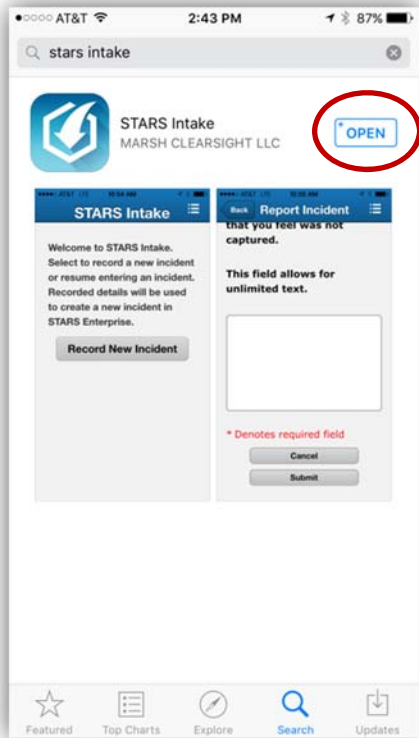 AT&T 2:43 PM 87%
stars intake
STARS Intake
MARSH CLEARSIGHT LLC
+ OPEN
STARS Intake
Welcome to STARS Intake.
Select to record a new incident
or resume entering an incident.
Recorded details will be used
to create a new incident in
STARS Enterprise.
Record New Incident
Back Report Incident
that you feel was not
captured.
This field allows for
unlimited text.
* Denotes required field
Cancel
Submit
Featured Top Charts Explore Search Updates